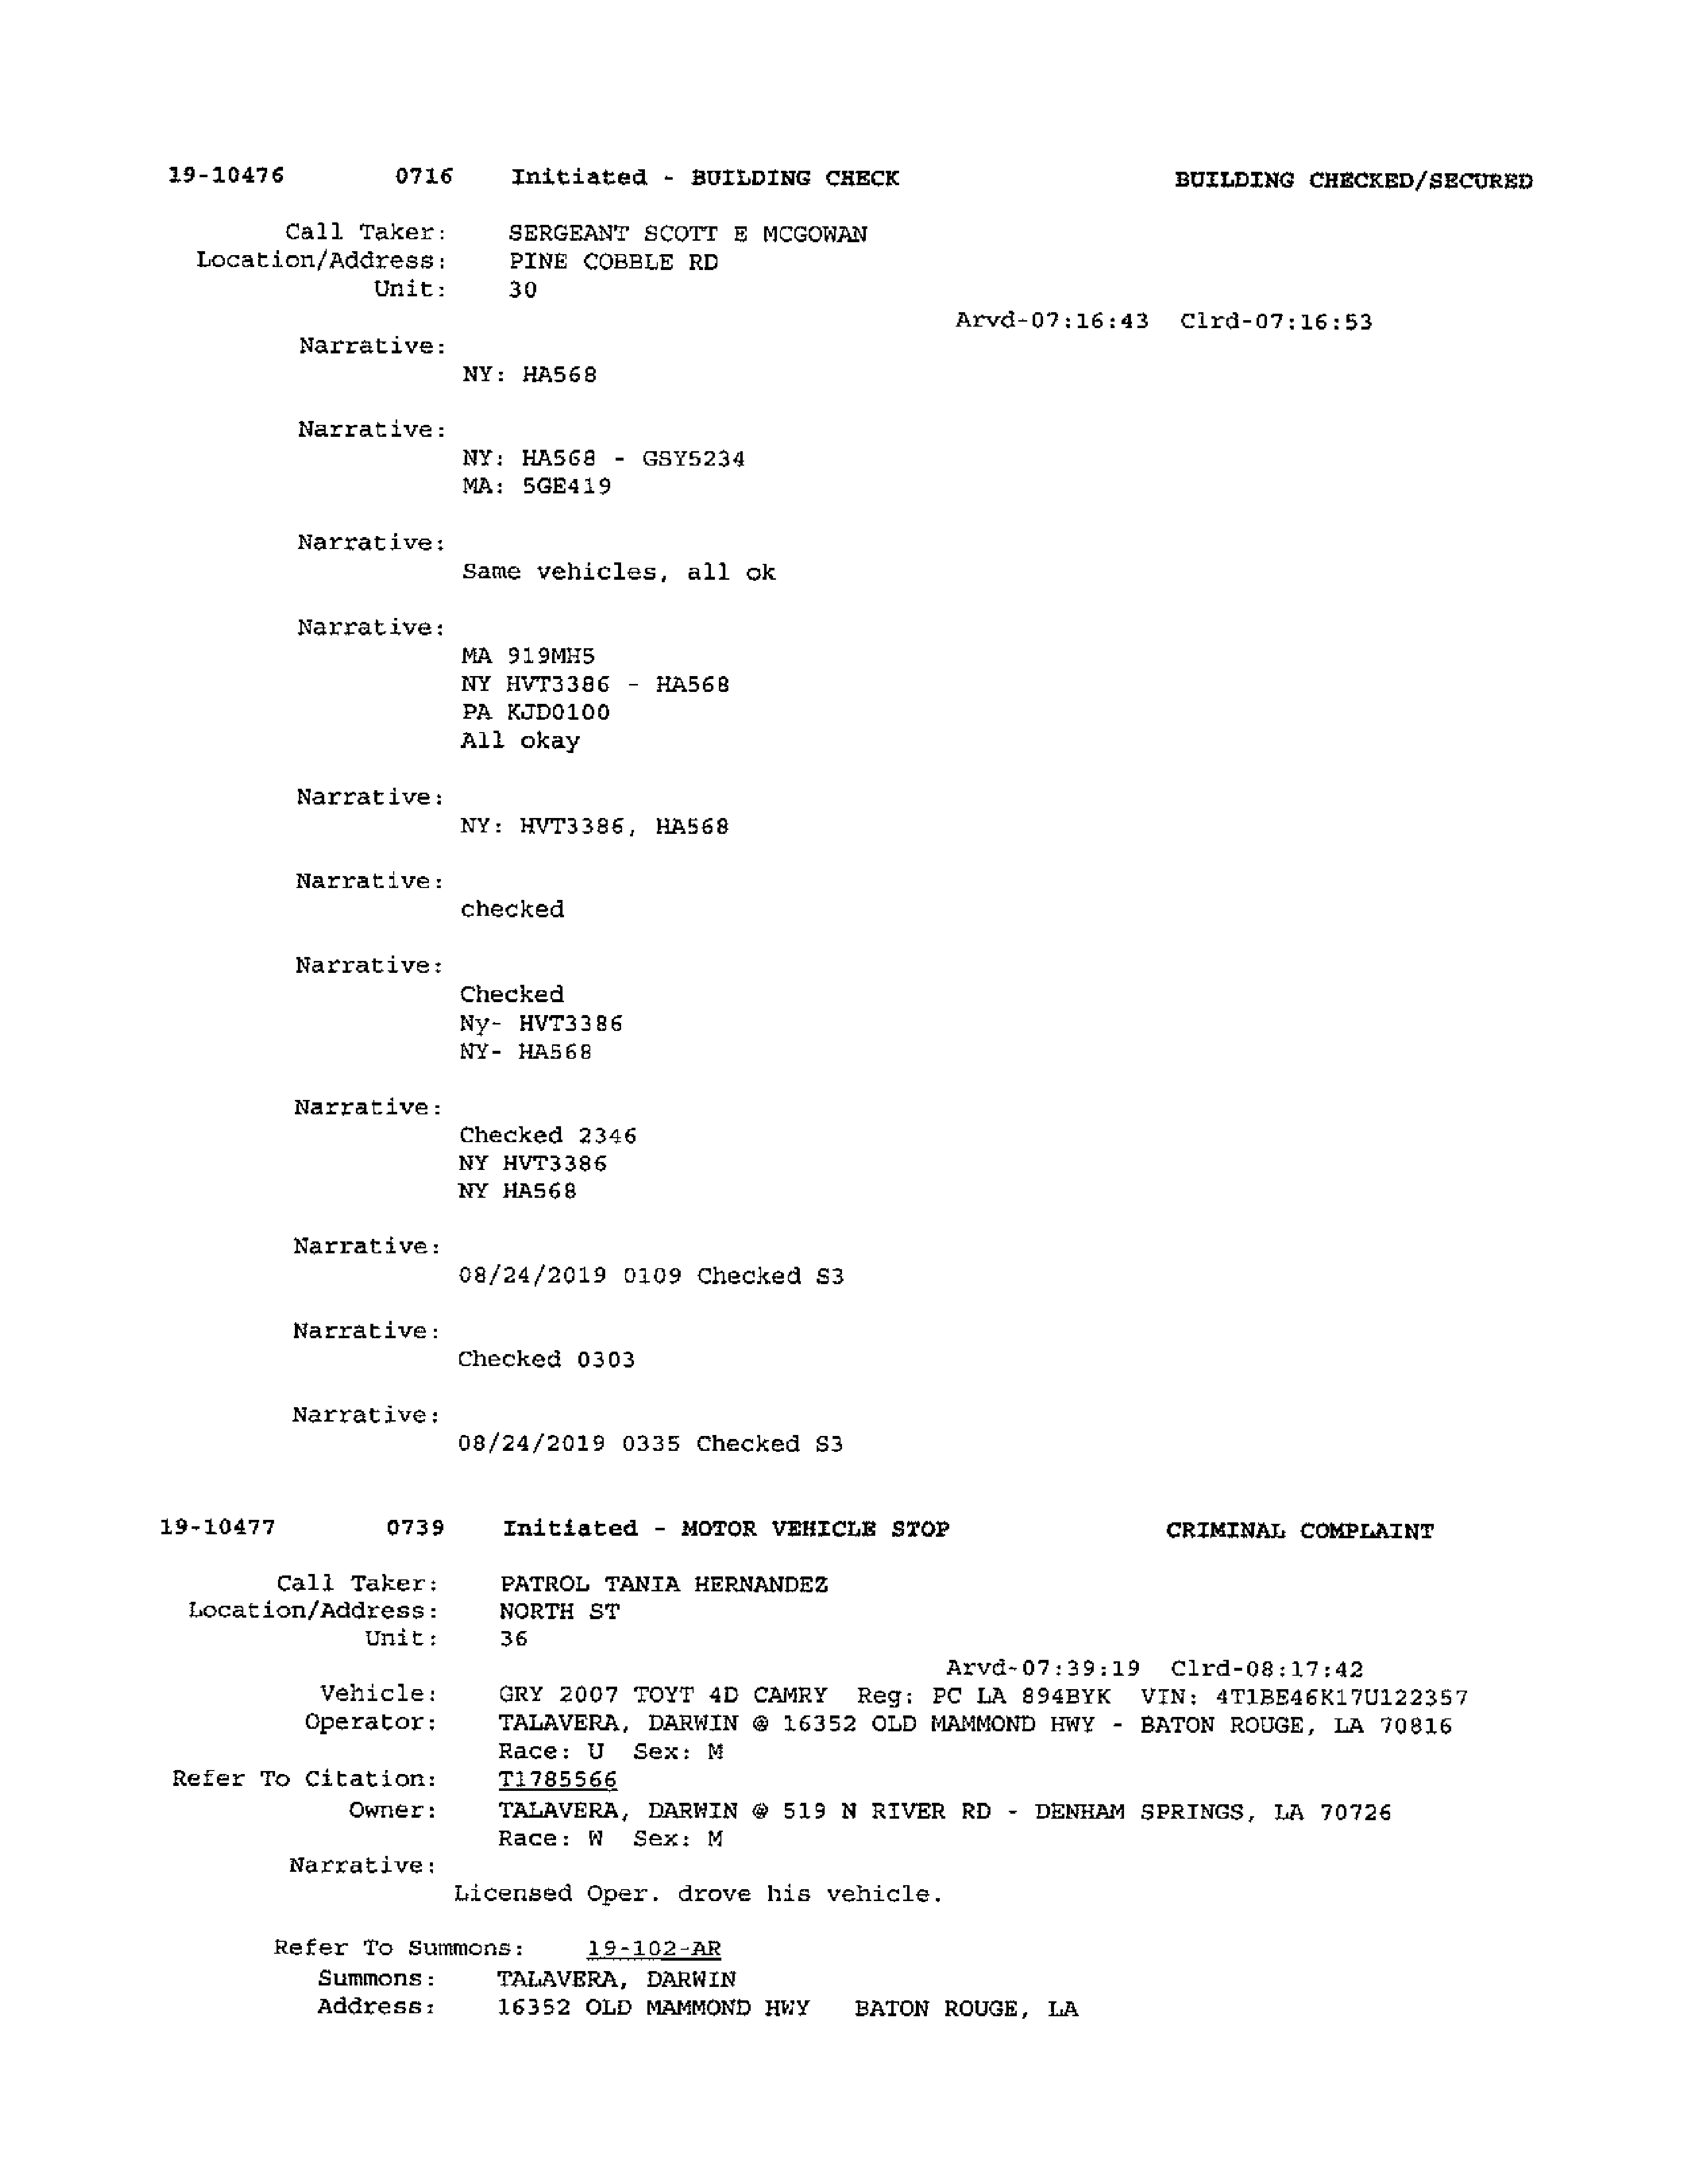 19-10476 0716 Initiated - BUILDING CHECK BUILDING CHECKED/SECURED
Call Taker: SERGEANT SCOTT E MCGOWAN
Location/Address: PINE COBBLE RD
Unit: 30
Arvd-07:16:43 Clrd-07:16:53
Narrative:
NY: HA568
Narrative:
NY: HA568 - GSY5234
MA: 5GE419
Narrative:
Same vehicles, all ok
Narrative:
MA 919MH5
NY HVT3386 - HA568
PA KJD0100
All okay
Narrative:
NY: HVT3386, HA568
Narrative:
checked
Narrative:
Checked
Ny- HVT3386
NY- HA568
Narrative:
Checked 2346
NY HVT3386
NY HA568
Narrative:
08/24/2019 0109 Checked S3
Narrative:
Checked 0303
Narrative:
08/24/2019 0335 Checked S3
19-10477 0739 Initiated - MOTOR VEHICLE STOP CRIMINAL COMPLAINT
Call Taker: PATROL TANIA HERNANDEZ
Location/Address: NORTH ST
Unit: 36
Arvd-07:39:19 Clrd-08:17:42
Vehicle: GRY 2007 TOYT 4D CAMRY Reg: PC LA 894BYK VIN: 4T1BE46K17U122357
Operator: TALAVERA, DARWIN @ 16352 OLD MAMMOND HWY - BATON ROUGE, LA 70816
Race: U Sex: M
Refer To Citation: T1785566
Owner: TALAVERA, DARWIN @ 519 N RIVER RD - DENHAM SPRINGS, LA 70726
Race: W Sex: M
Narrative:
Licensed Oper. drove his vehicle.
Refer To Summons: 19-102-AR
Summons: TALAVERA, DARWIN
Address: 16352 OLD MAMMOND HWY BATON ROUGE, LA